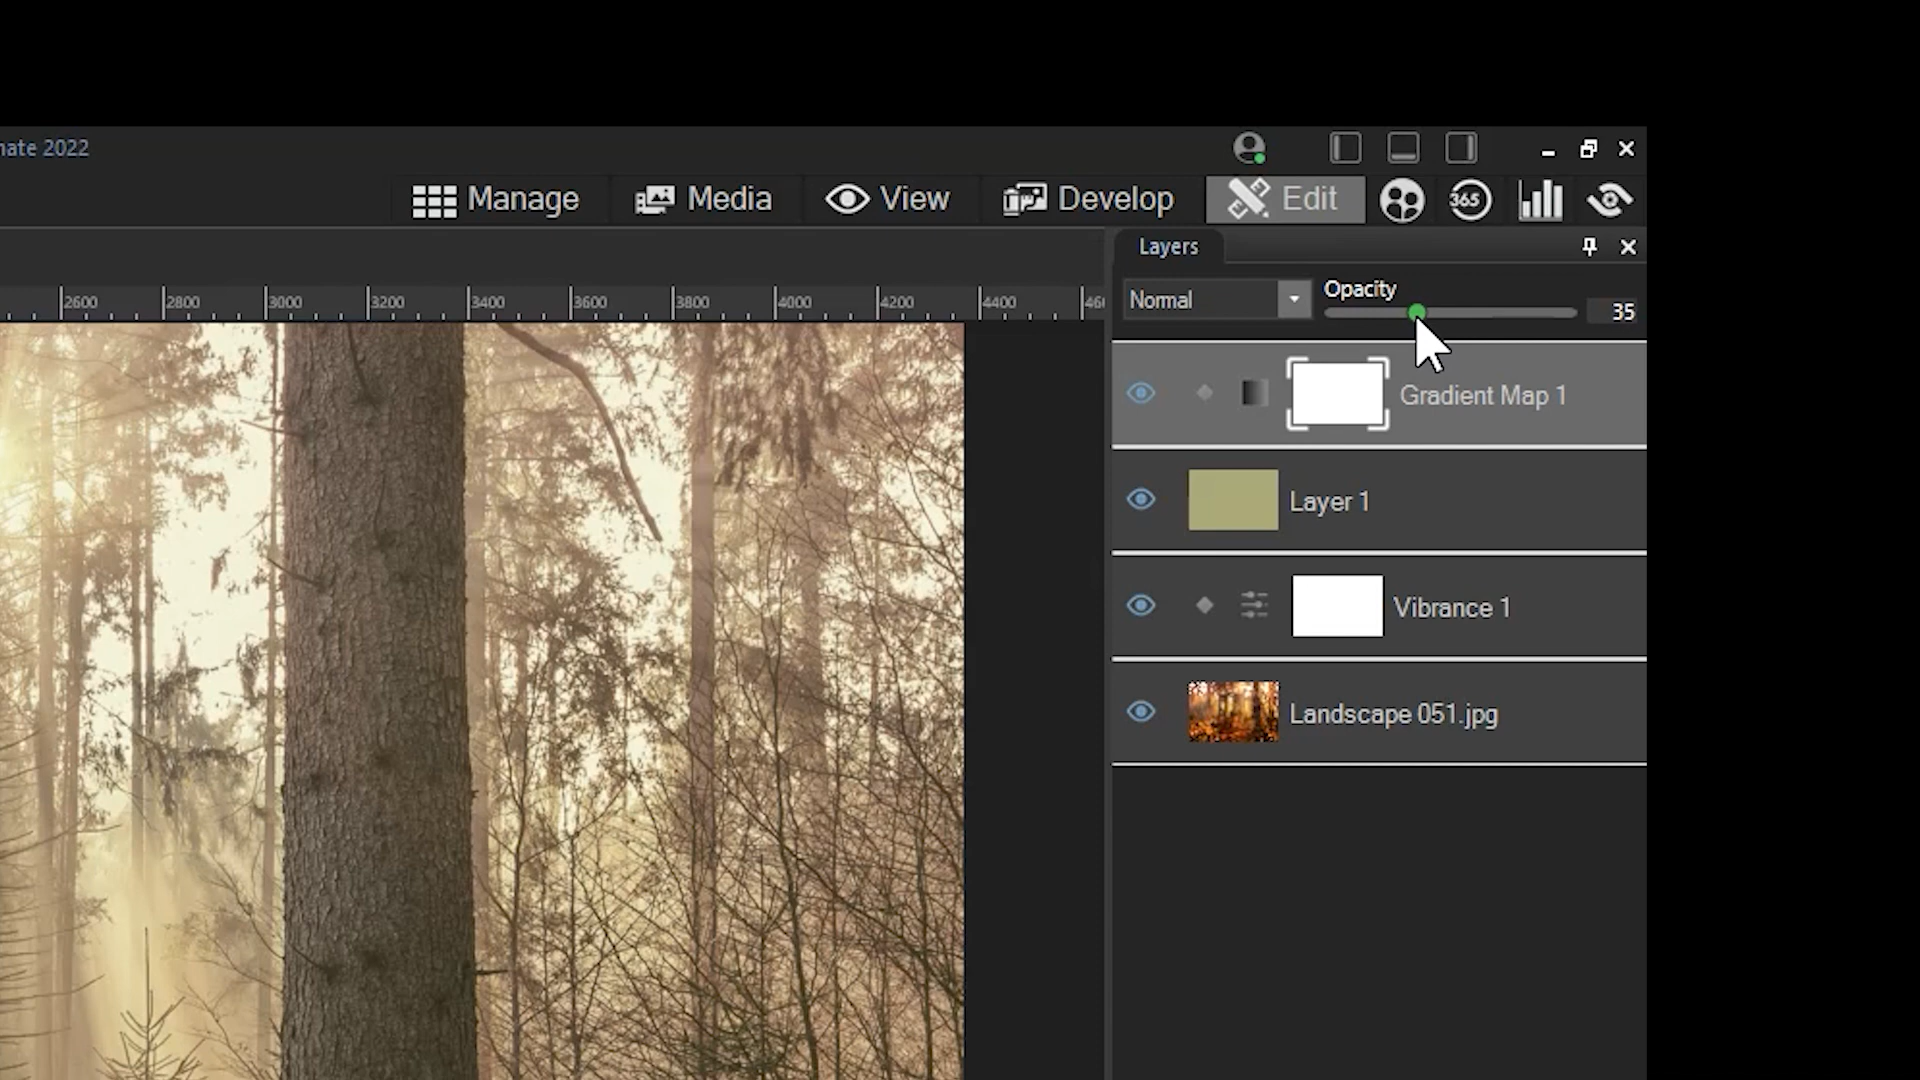 2022
Manage
Media
View
Develop
Edit
365
Layers
Normal
Opacity
35
2600 2800 3000 3200 3400 3600 3800 4000 4200 4400
Gradient Map 1
Layer 1
Vibrance 1
Landscape 051.jpg